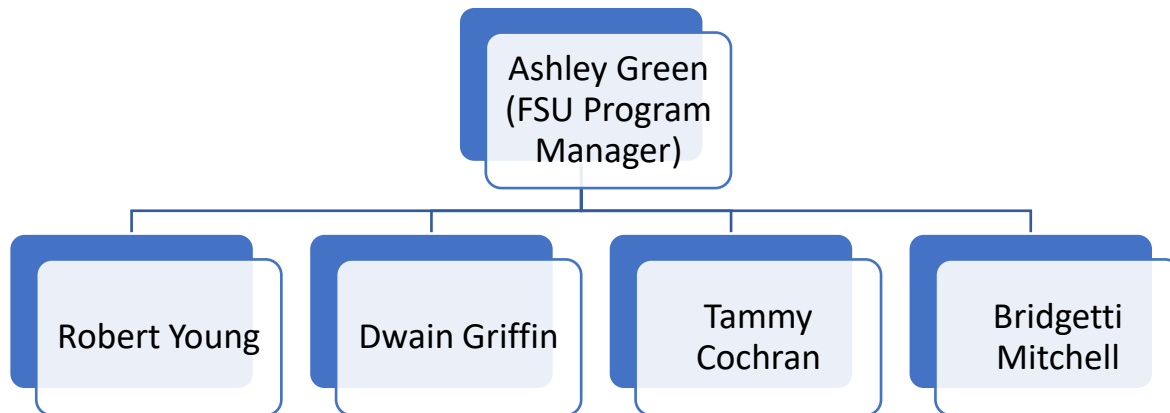 Ashley Green
(FSU Program
Manager)
Robert Young
Dwain Griffin
Tammy
Cochran
Bridgetti
Mitchell